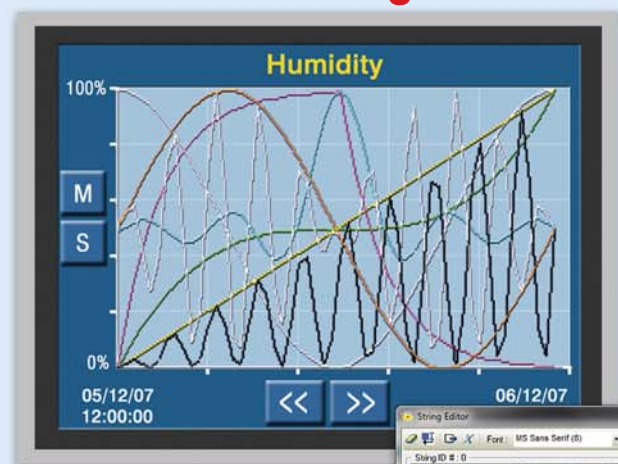 Humidity
100%
M
S
0%
05/12/07
12:00:00
<<
>>
06/12/07
String Editor
Font: MS Sans Serif (8)
String ID # : 0